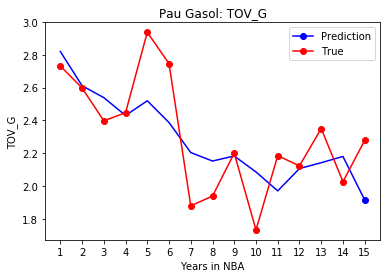 Pau Gasol: TOV_G
Prediction
True
TOV_G
3.0
2.8
2.6
2.4
2.2
2.0
1.8
1 2 3 4 5 6 7 8 9 10 11 12 13 14 15
Years in NBA